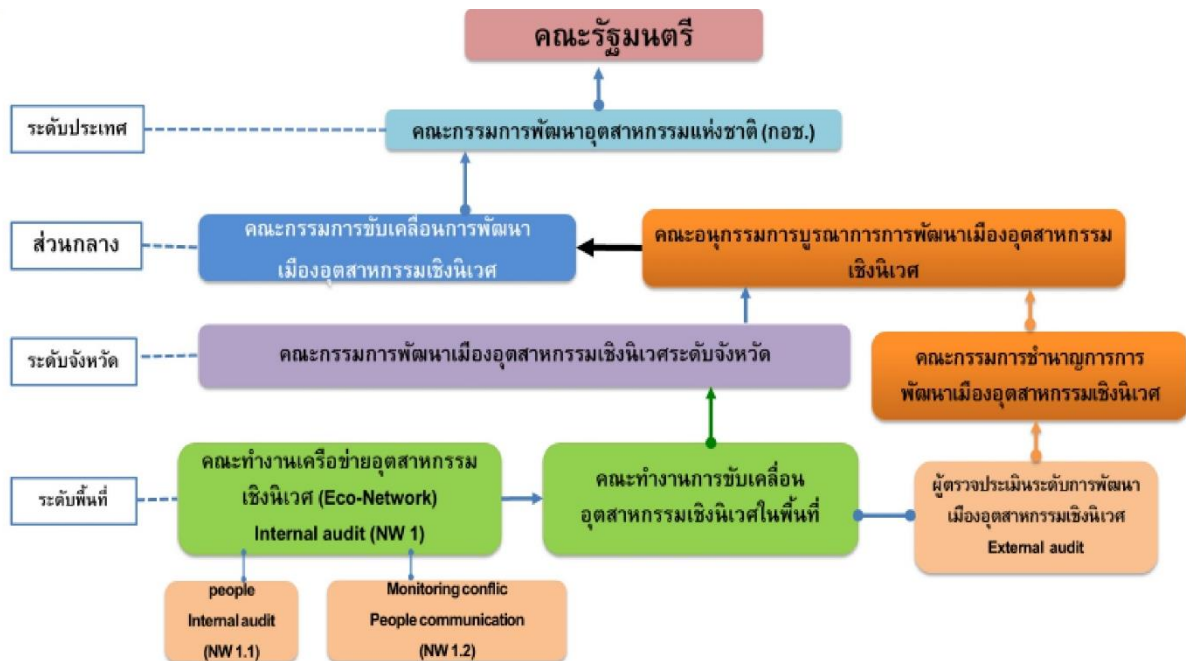 คณะรัฐมนตรี
ระดับประเทศ
คณะกรรมการพัฒนาอุตสาหกรรมแห่งชาติ (กอช.)
ส่วนกลาง
คณะกรรมการขับเคลื่อนการพัฒนา
เมืองอุตสาหกรรมเชิงนิเวศ
คณะอนุกรรมการบูรณาการการพัฒนาเมืองอุตสาหกรรม
เชิงนิเวศ
ระดับจังหวัด
คณะกรรมการพัฒนาเมืองอุตสาหกรรมเชิงนิเวศระดับจังหวัด
คณะกรรมการชำนาญการการ
พัฒนาเมืองอุตสาหกรรมเชิงนิเวศ
ระดับพื้นที่
คณะทำงานเครือข่ายอุตสาหกรรม
เชิงนิเวศ (Eco-Network)
Internal audit (NW 1)
คณะทำงานการขับเคลื่อน
อุตสาหกรรมเชิงนิเวศในพื้นที่
ผู้ตรวจประเมินระดับการพัฒนา
เมืองอุตสาหกรรมเชิงนิเวศ
External audit
people
Internal audit
(NW 1.1)
Monitoring conflic
People communication
(NW 1.2)